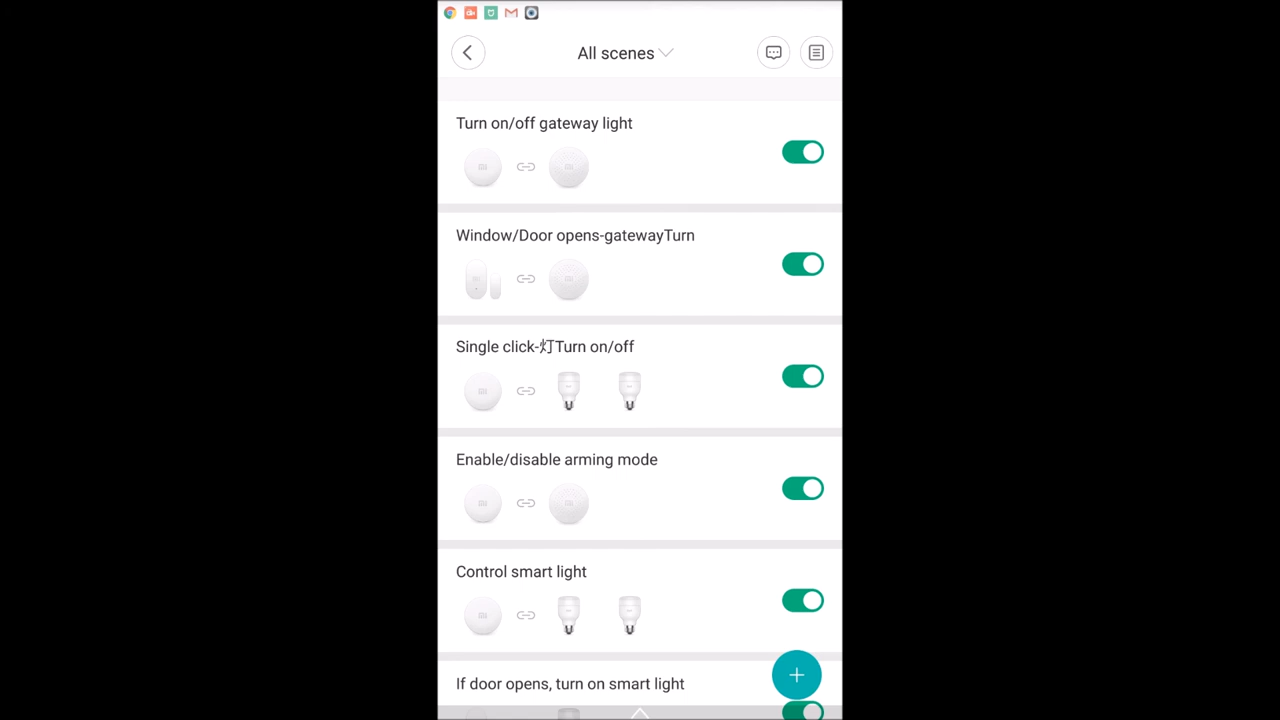 All scenes
Turn on/off gateway light
Window/Door opens-gatewayTurn
Single click-灯Turn on/off
Enable/disable arming mode
Control smart light
If door opens, turn on smart light